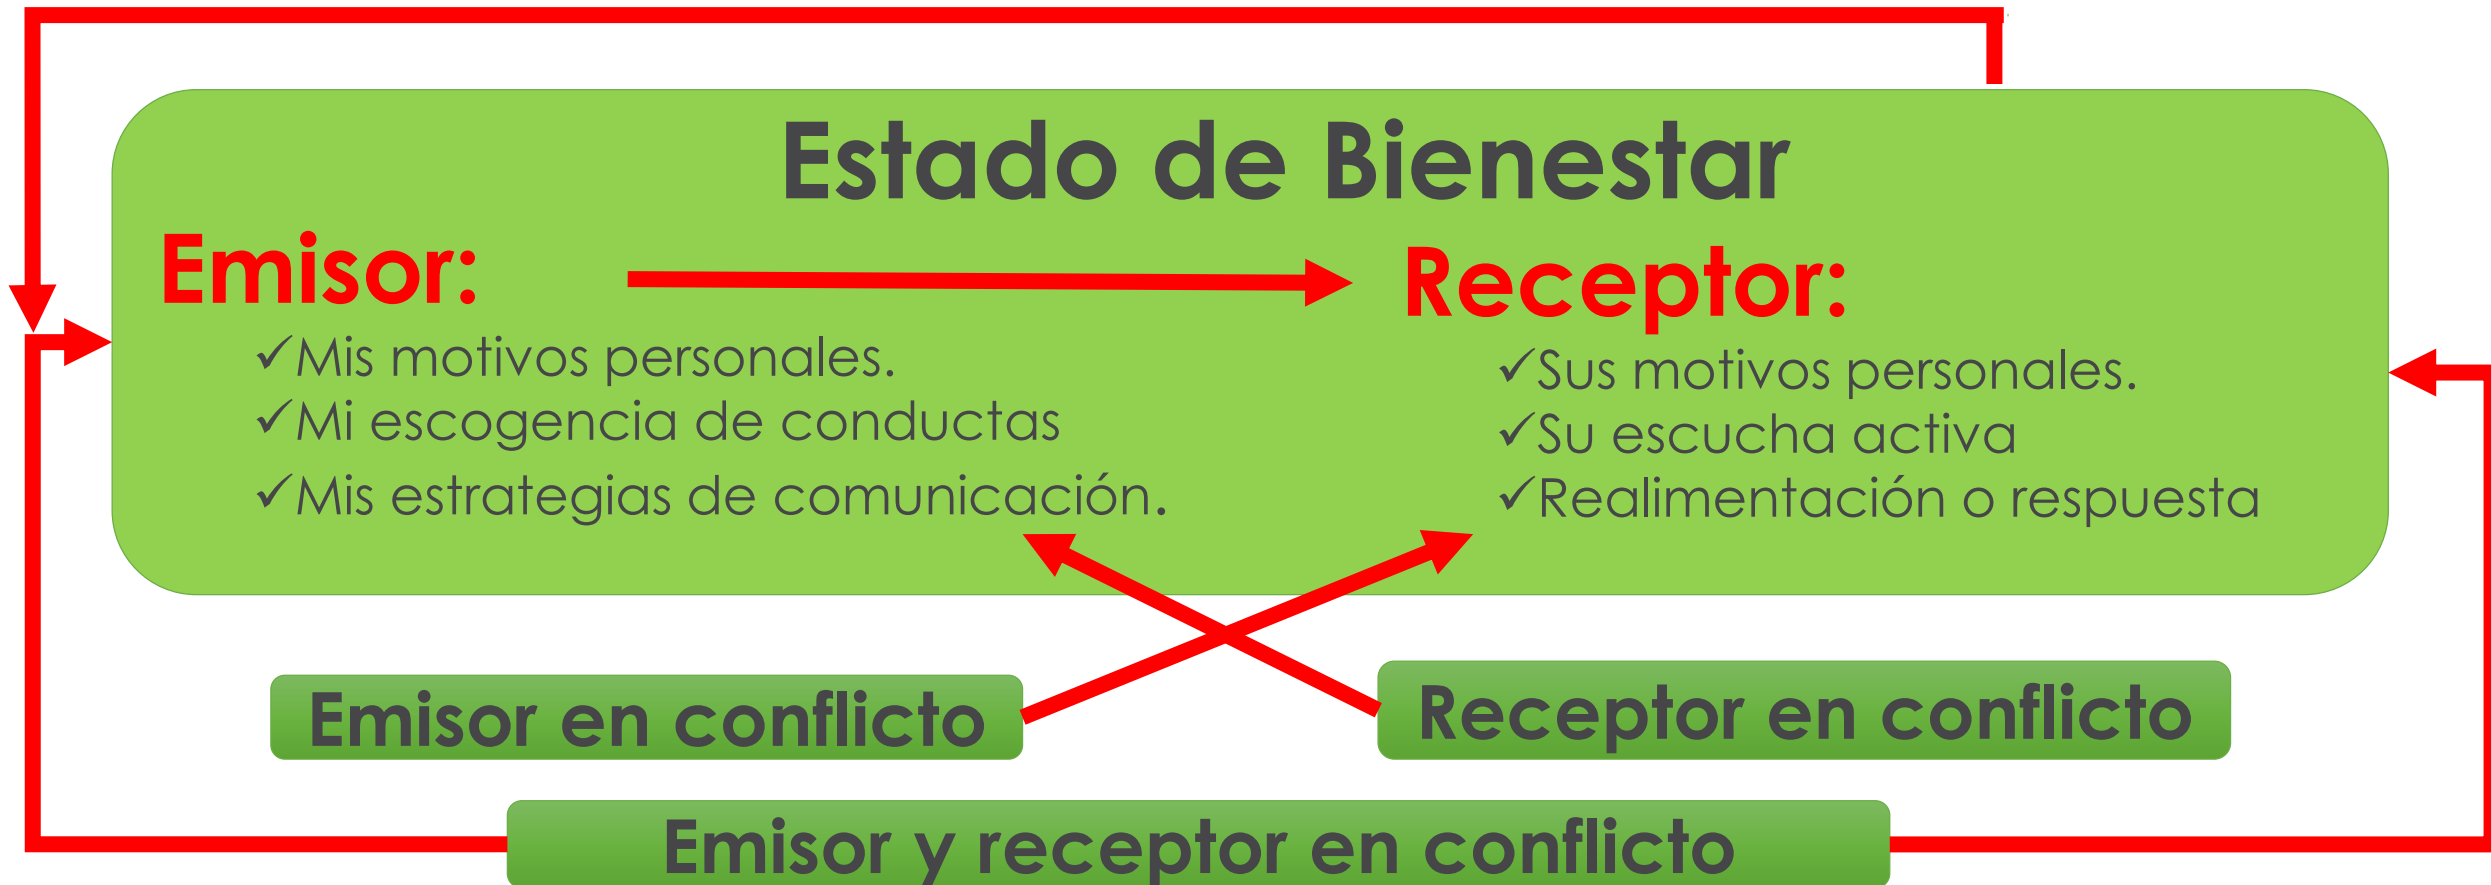 Estado de Bienestar
Emisor:
✓Mis motivos personales.
✓Mi escogencia de conductas
✓Mis estrategias de comunicación.
Receptor:
✓Sus motivos personales.
✓Su escucha activa
✓Realimentación o respuesta
Emisor en conflicto
Receptor en conflicto
Emisor y receptor en conflicto